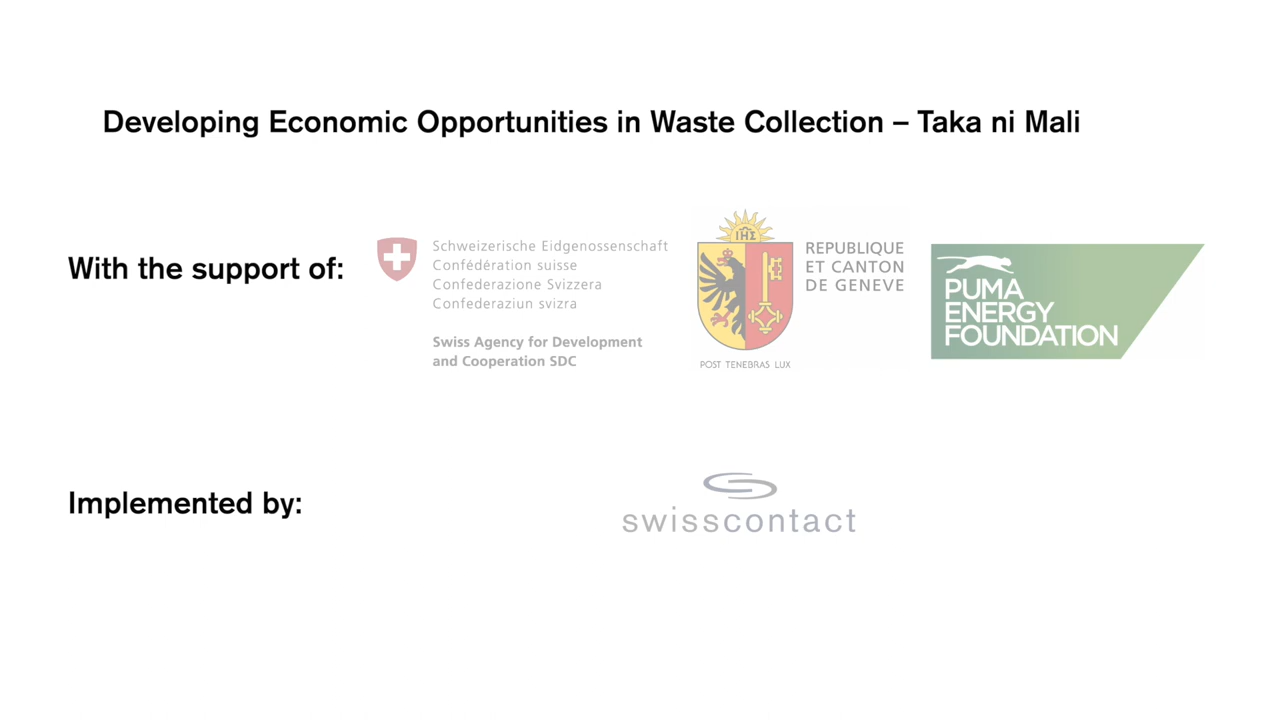 Developing Economic Opportunities in Waste Collection – Taka ni Mali
With the support of:
Schweizerische Eidgenossenschaft
Confédération suisse
Confederazione Svizzera
Confederaziun svizra
Swiss Agency for Development
and Cooperation SDC
ΙΗΣ
POST TENEBRAS LUX
REPUBLIQUE
ET CANTON
DE GENEVE
PUMA
ENERGY
FOUNDATION
Implemented by:
swisscontact